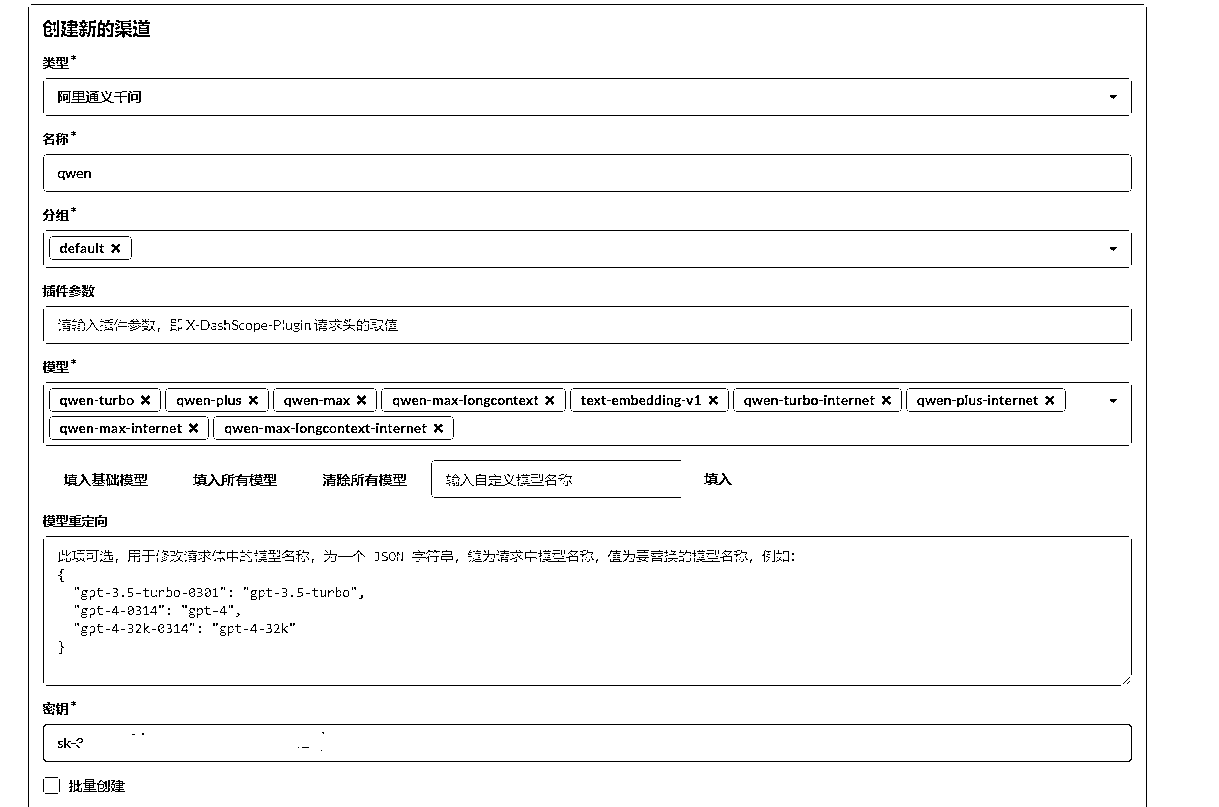 创建新的渠道
类型*
阿里通义千问
名称*
qwen
分组*
default ×
插件参数
请输入插件参数，即 X-DashScope-Plugin 请求头的取值
模型*
qwen-turbo × qwen-plus × qwen-max × qwen-max-longcontext × text-embedding-v1 × qwen-turbo-internet × qwen-plus-internet ×
qwen-max-internet × qwen-max-longcontext-internet ×
填入基础模型 填入所有模型 清除所有模型 输入自定义模型名称 填入
模型重定向
此项可选，用于修改请求体中的模型名称，为一个 JSON 字符串，键为请求中模型名称，值为要替换的模型名称，例如：
{
"gpt-3.5-turbo-0301": "gpt-3.5-turbo",
"gpt-4-0314": "gpt-4",
"gpt-4-32k-0314": "gpt-4-32k"
}
密钥*
批量创建